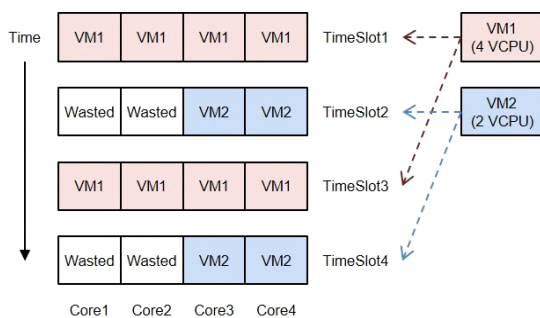 Time VM1 VM1 VM1 VM1 TimeSlot1 VM1
(4 VCPU)
Wasted Wasted VM2 VM2 TimeSlot2 VM2
(2 VCPU)
VM1 VM1 VM1 VM1 TimeSlot3
Wasted Wasted VM2 VM2 TimeSlot4
Core1 Core2 Core3 Core4